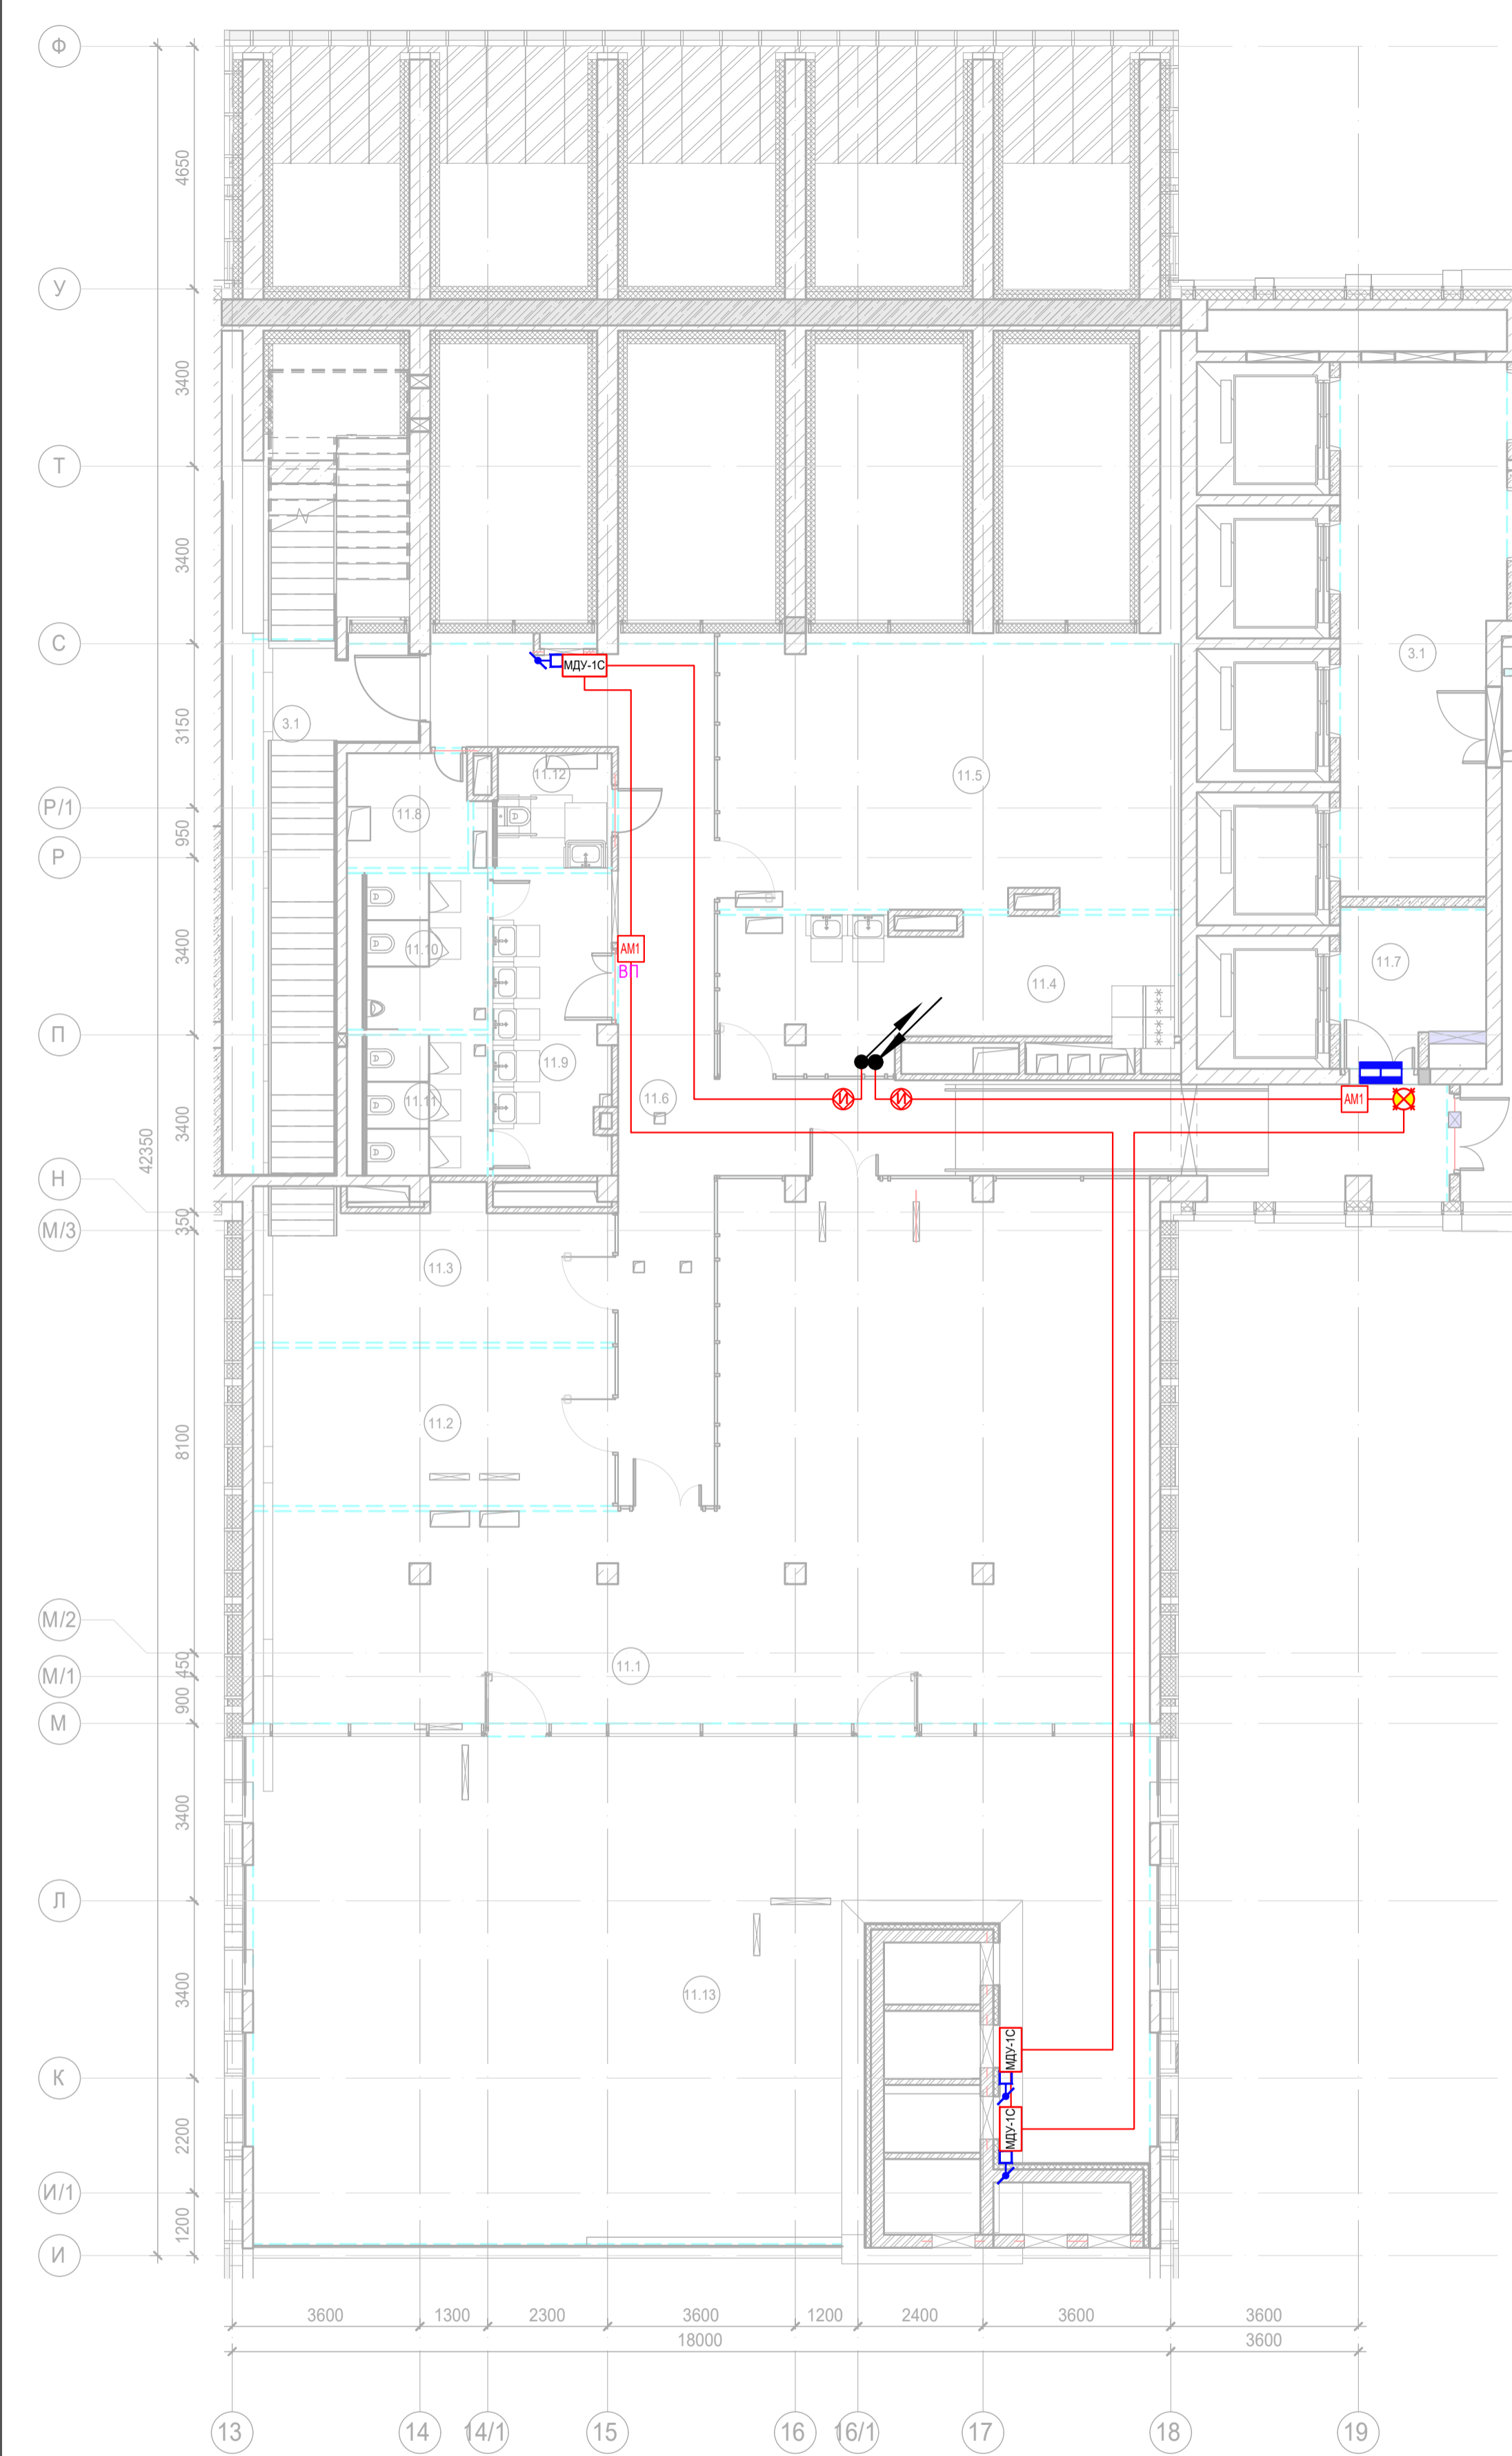 Ф
4650
У
3400
Т
3400
С
МДУ-1С
3.1
3150
3.1
11.12
11.5
Р/1
11.8
950
Р
3400
11.10
АМ1
ВП
11.4
11.7
П
11.9
3400
11.11
11.6
И
И
АМ1
42350
Н
350
М/3
11.3
11.2
8100
М/2
450
11.1
М/1
900
М
3400
Л
3400
11.13
МДУ-1С
К
МДУ-1С
2200
И/1
1200
И
3600 1300 2300 3600 1200 2400 3600 3600
18000 3600
13 14 14/1 15 16 16/1 17 18 19